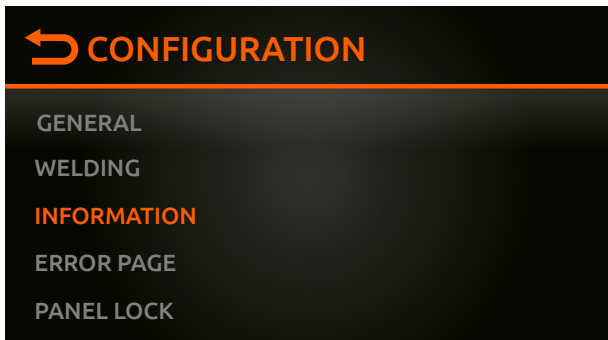 CONFIGURATION
GENERAL
WELDING
INFORMATION
ERROR PAGE
PANEL LOCK